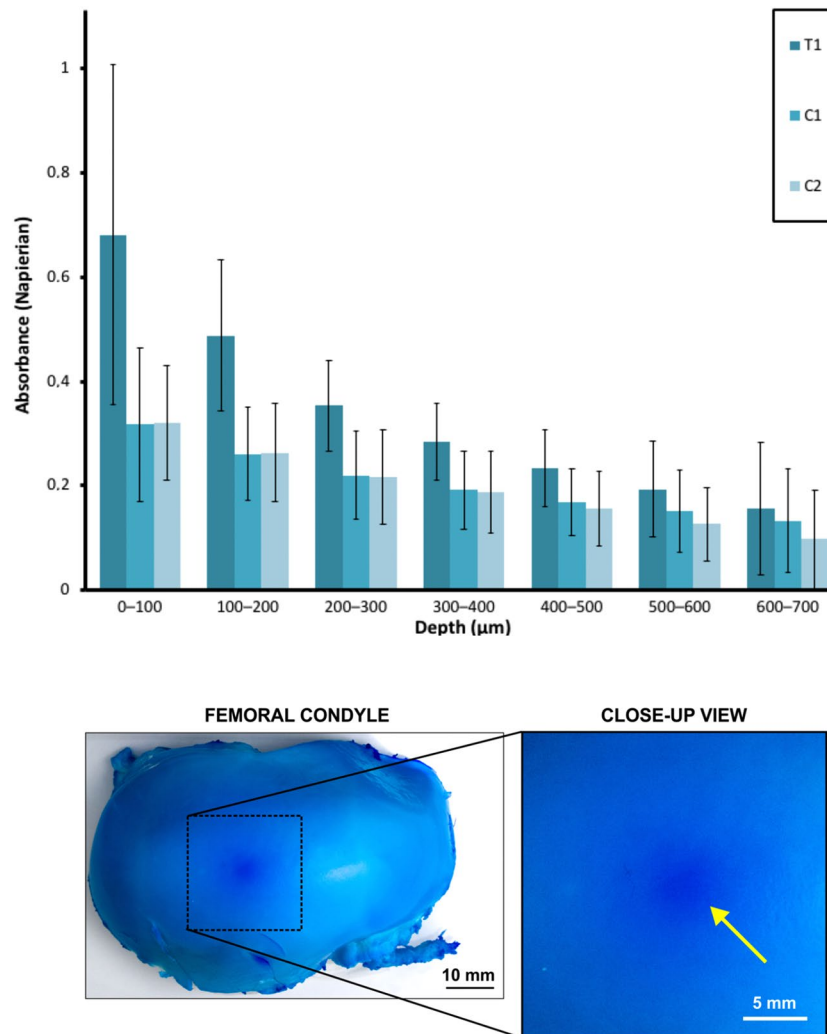 1
0.8
0.6
0.4
0.2
0
Absorbance (Napierian)
T1
C1
C2
0–100 100–200 200–300 300–400 400–500 500–600 600–700
Depth (µm)
FEMORAL CONDYLE
CLOSE-UP VIEW
10 mm
5 mm